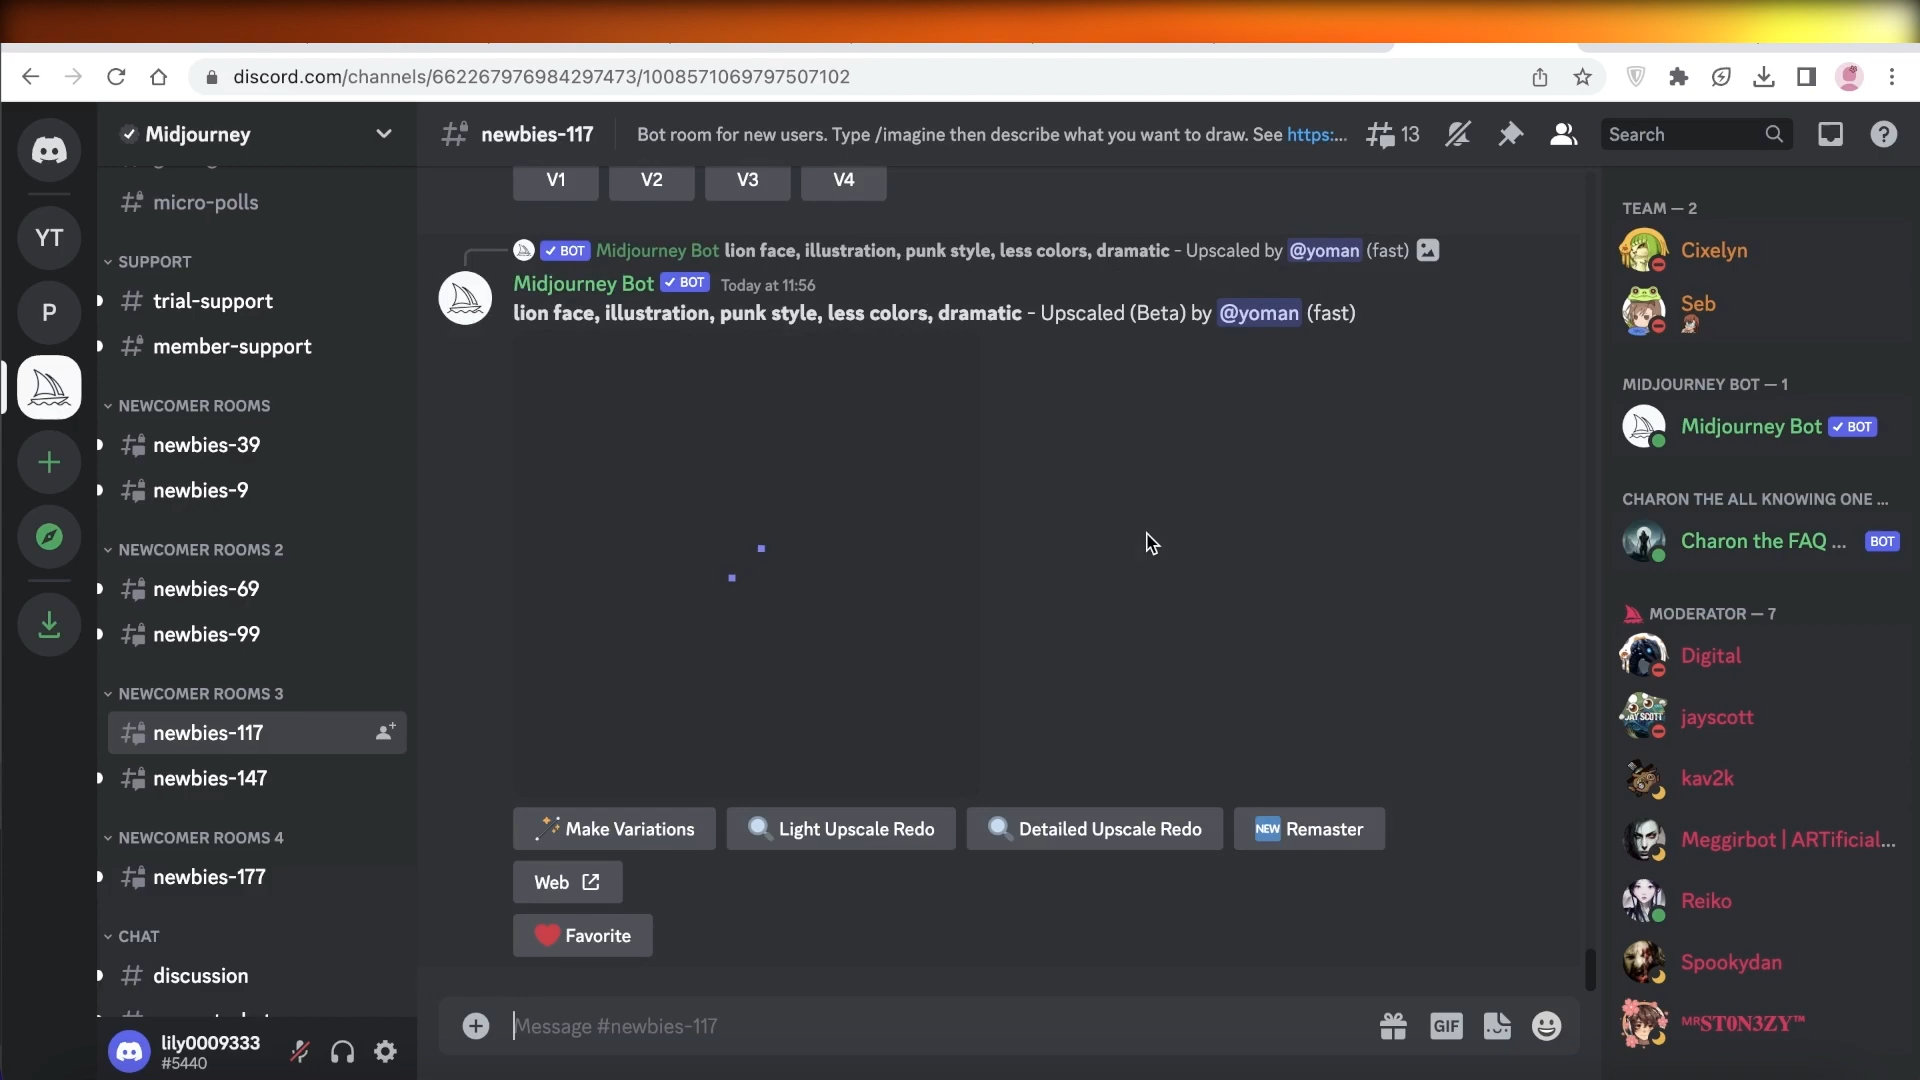 discord.com/channels/662267976984297473/1008571069797507102
Midjourney
newbies-117
Bot room for new users. Type /imagine then describe what you want to draw. See https:...
13
Search
YT
P
micro-polls
SUPPORT
trial-support
member-support
NEWCOMER ROOMS
newbies-39
newbies-9
NEWCOMER ROOMS 2
newbies-69
newbies-99
NEWCOMER ROOMS 3
newbies-117
newbies-147
NEWCOMER ROOMS 4
newbies-177
CHAT
discussion
lily0009333
#5440
V1 V2 V3 V4
BOT Midjourney Bot lion face, illustration, punk style, less colors, dramatic - Upscaled by @yoman (fast)
Midjourney Bot BOT Today at 11:56
lion face, illustration, punk style, less colors, dramatic - Upscaled (Beta) by @yoman (fast)
Make Variations Light Upscale Redo Detailed Upscale Redo NEW Remaster
Web
Favorite
Message #newbies-117
GIF
TEAM — 2
Cixelyn
Seb
MIDJOURNEY BOT — 1
Midjourney Bot BOT
CHARON THE ALL KNOWING ONE ...
Charon the FAQ ... BOT
MODERATOR — 7
Digital
JAY SCOTT
jayscott
kav2k
Meggirbot | ARTificial...
Reiko
Spookydan
ᴹᴿST0N3ZY™